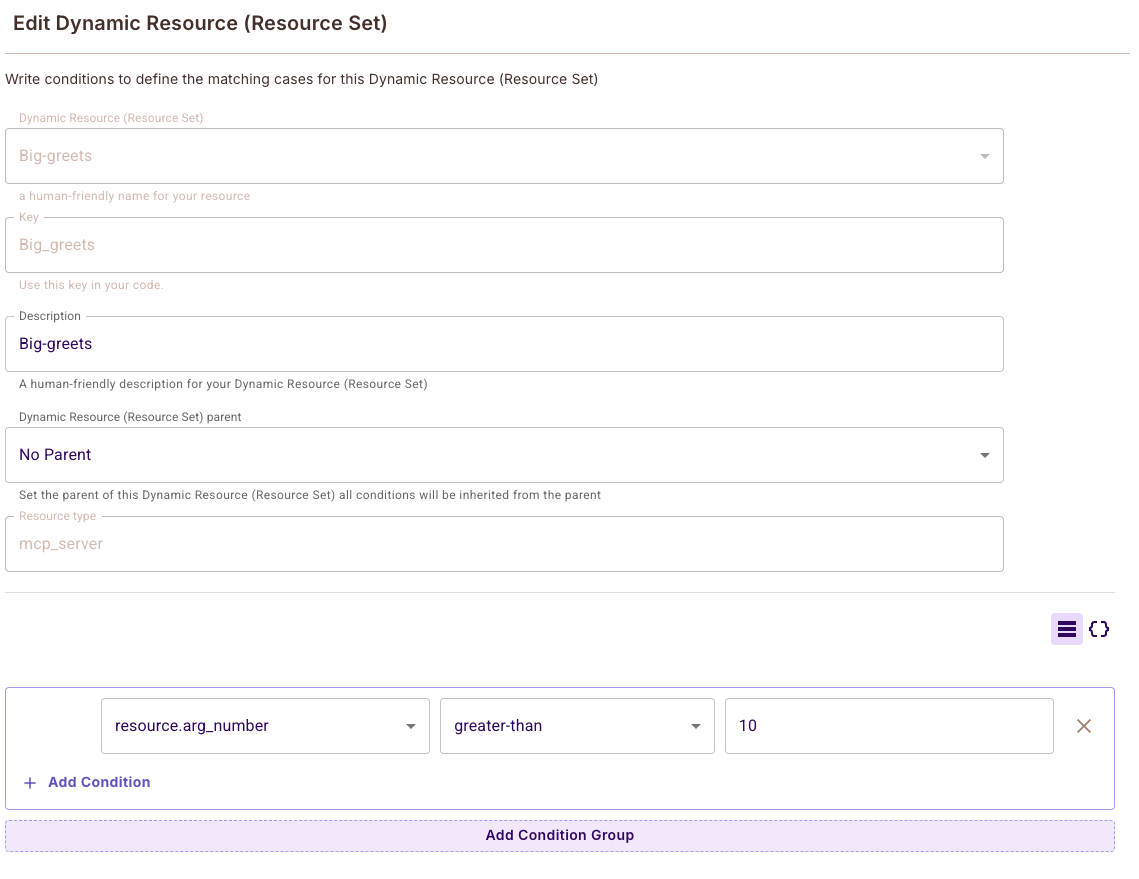 Edit Dynamic Resource (Resource Set)
Write conditions to define the matching cases for this Dynamic Resource (Resource Set)
Dynamic Resource (Resource Set)
Big-greets
a human-friendly name for your resource
Key
Big_greets
Use this key in your code.
Description
Big-greets
A human-friendly description for your Dynamic Resource (Resource Set)
Dynamic Resource (Resource Set) parent
No Parent
Set the parent of this Dynamic Resource (Resource Set) all conditions will be inherited from the parent
Resource type
mcp_server
{}
resource.arg_number greater-than 10
+ Add Condition
Add Condition Group